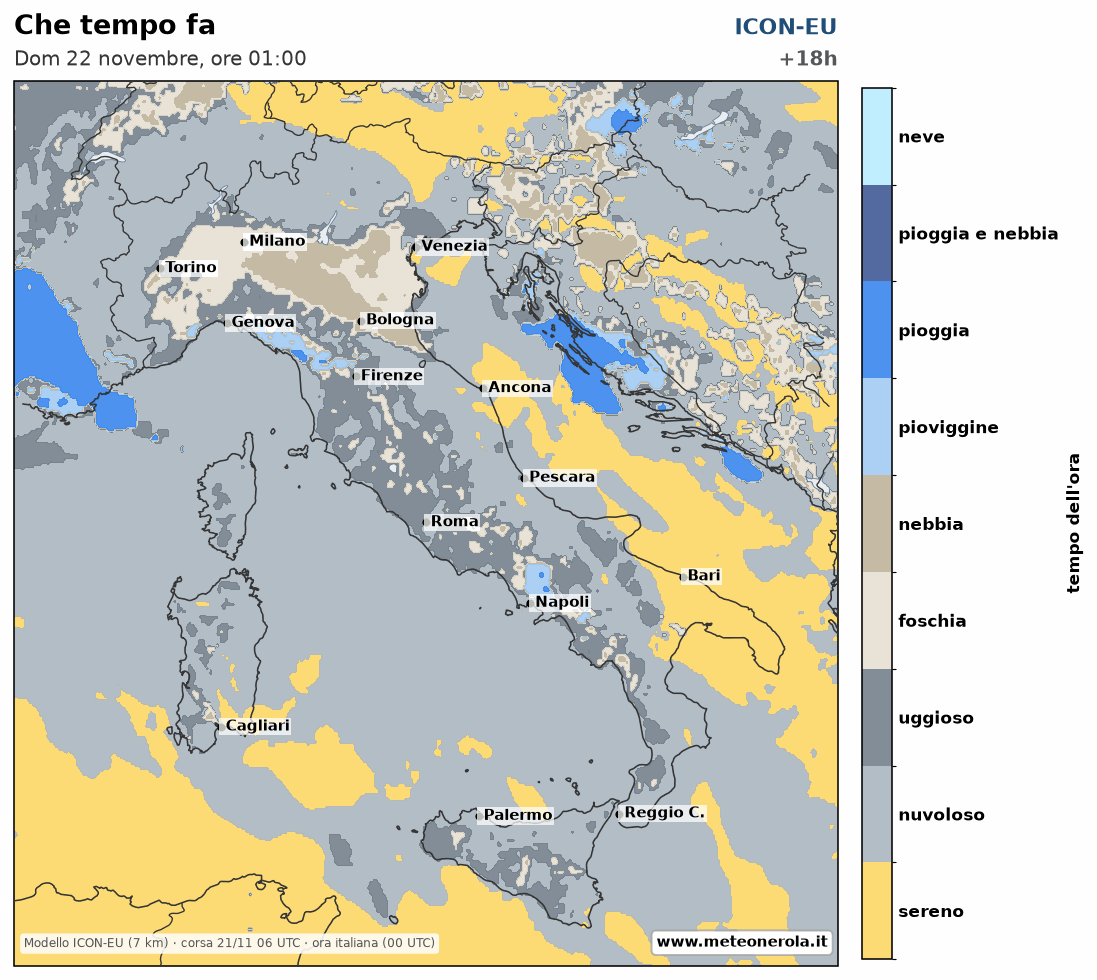 Che tempo fa
ICON-EU
Dom 22 novembre, ore 01:00
+18h
Milano
Venezia
Torino
Genova
Bologna
Firenze
Ancona
Pescara
Roma
Bari
Napoli
Cagliari
Palermo
Reggio C.
neve
pioggia e nebbia
pioggia
pioviggine
nebbia
foschia
uggioso
nuvoloso
sereno
tempo dell'ora
Modello ICON-EU (7 km) · corsa 21/11 06 UTC · ora italiana (00 UTC)
www.meteonerola.it